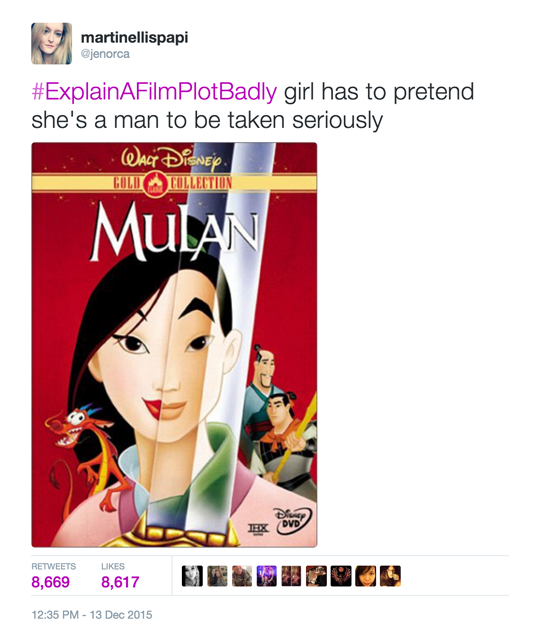 martinellispapi
@jenorca
#ExplainAFilmPlotBadly girl has to pretend
she's a man to be taken seriously
WALT DISNEY
GOLD COLLECTION
MULAN
THX
Disney
DVD
RETWEETS LIKES
8,669 8,617
12:35 PM - 13 Dec 2015